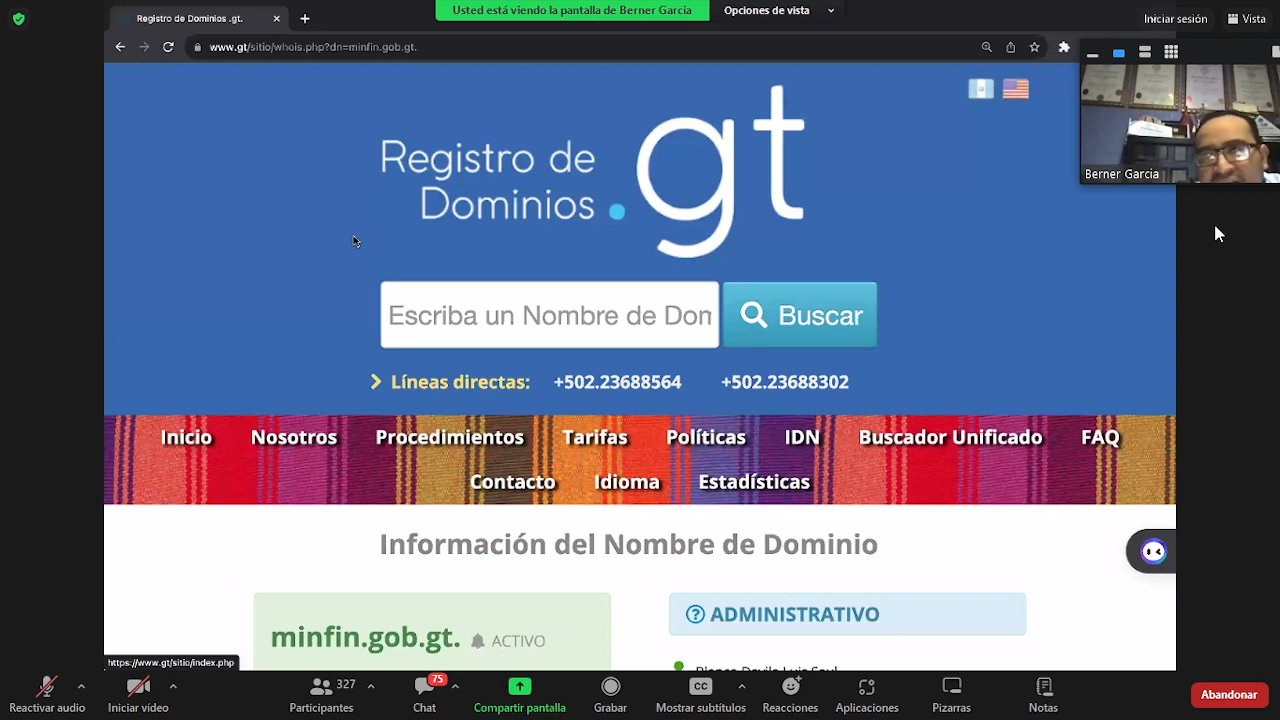 Registro de Dominios .gt.
Usted está viendo la pantalla de Berner Garcia
Opciones de vista
Iniciar sesión
Vista
www.gt/sitio/whois.php?dn=minfin.gob.gt.
Berner Garcia
Registro de
Dominios
.gt
Escriba un Nombre de Dom
Buscar
Líneas directas: +502.23688564 +502.23688302
Inicio Nosotros Procedimientos Tarifas Políticas IDN Buscador Unificado FAQ
Contacto Idioma Estadísticas
Información del Nombre de Dominio
minfin.gob.gt. ACTIVO
ADMINISTRATIVO
https://www.gt/sitio/index.php
327
75
CC
Reactivar audio
Iniciar vídeo
Participantes
Chat
Compartir pantalla
Grabar
Mostrar subtítulos
Reacciones
Aplicaciones
Pizarras
Notas
Abandonar